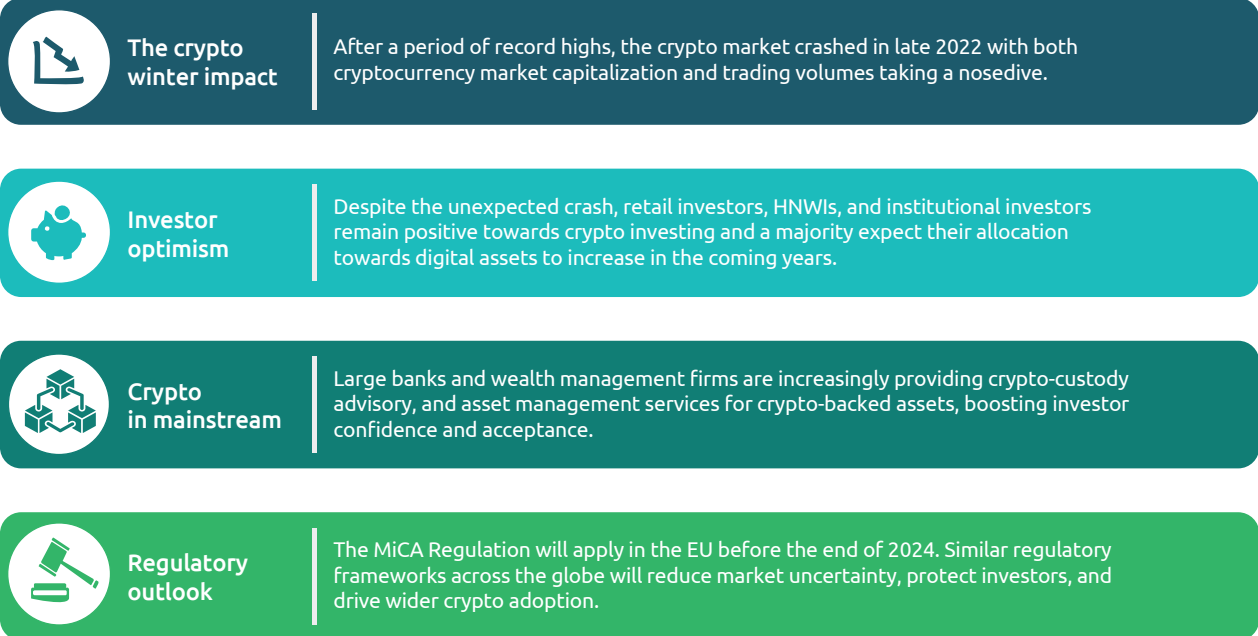 The crypto
winter impact
After a period of record highs, the crypto market crashed in late 2022 with both
cryptocurrency market capitalization and trading volumes taking a nosedive.
Investor
optimism
Despite the unexpected crash, retail investors, HNWIs, and institutional investors
remain positive towards crypto investing and a majority expect their allocation
towards digital assets to increase in the coming years.
Crypto
in mainstream
Large banks and wealth management firms are increasingly providing crypto-custody
advisory, and asset management services for crypto-backed assets, boosting investor
confidence and acceptance.
Regulatory
outlook
The MiCA Regulation will apply in the EU before the end of 2024. Similar regulatory
frameworks across the globe will reduce market uncertainty, protect investors, and
drive wider crypto adoption.